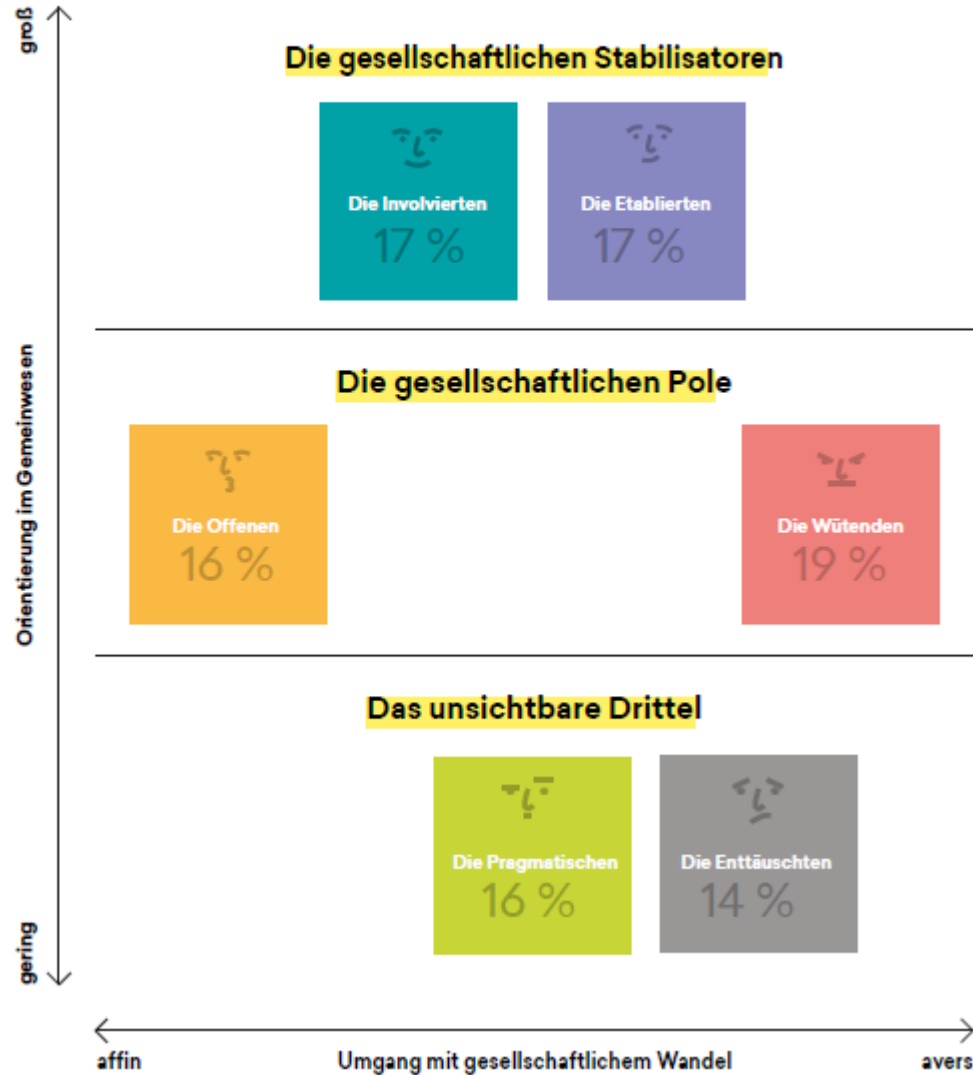 groß
Die gesellschaftlichen Stabilisatoren
Die Involvierten
17 %
Die Etablierten
17 %
Orientierung im Gemeinwesen
Die gesellschaftlichen Pole
Die Offenen
16 %
Die Wütenden
19 %
Das unsichtbare Drittel
Die Pragmatischen
16 %
Die Enttäuschten
14 %
gering
affin
Umgang mit gesellschaftlichem Wandel
avers